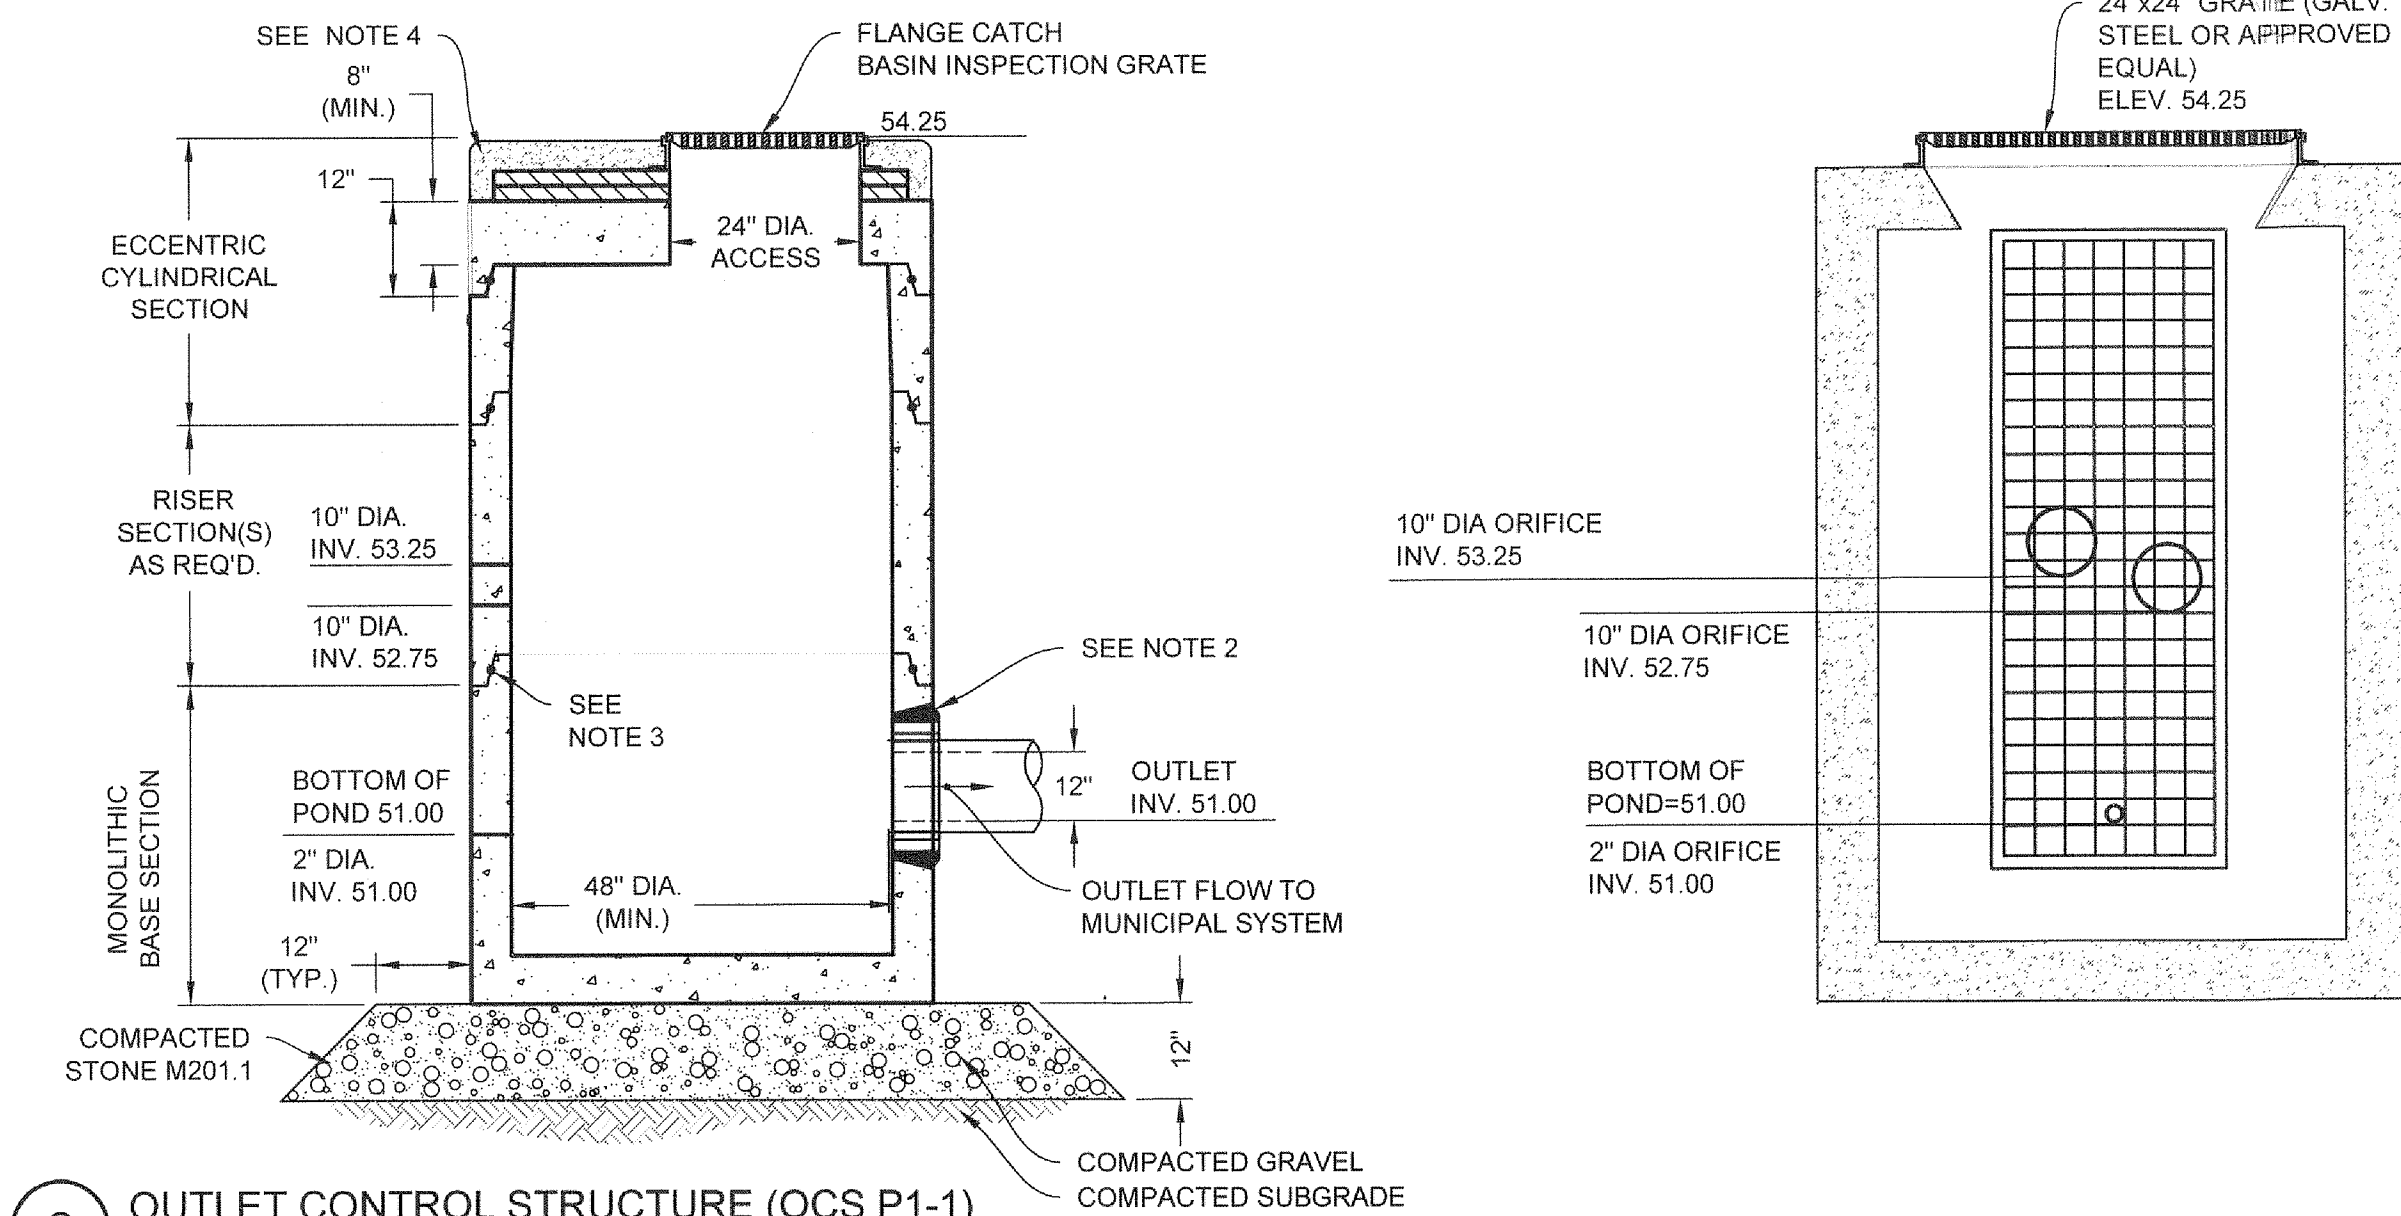 SEE NOTE 4
8"
(MIN.)
12"
FLANGE CATCH
BASIN INSPECTION GRATE
54.25
24" DIA.
ACCESS
ECCENTRIC
CYLINDRICAL
SECTION
RISER
SECTION(S)
AS REQ'D.
10" DIA.
INV. 53.25
10" DIA.
INV. 52.75
SEE
NOTE 3
SEE NOTE 2
12"
OUTLET
INV. 51.00
MONOLITHIC
BASE SECTION
BOTTOM OF
POND 51.00
2" DIA.
INV. 51.00
48" DIA.
(MIN.)
OUTLET FLOW TO
MUNICIPAL SYSTEM
12"
(TYP.)
COMPACTED
STONE M201.1
12"
COMPACTED GRAVEL
COMPACTED SUBGRADE
OUTLET CONTROL STRUCTURE (OCS P1-1)
24"x24" GRATE (GALV.
STEEL OR APPROVED
EQUAL)
ELEV. 54.25
10" DIA ORIFICE
INV. 53.25
10" DIA ORIFICE
INV. 52.75
BOTTOM OF
POND=51.00
2" DIA ORIFICE
INV. 51.00